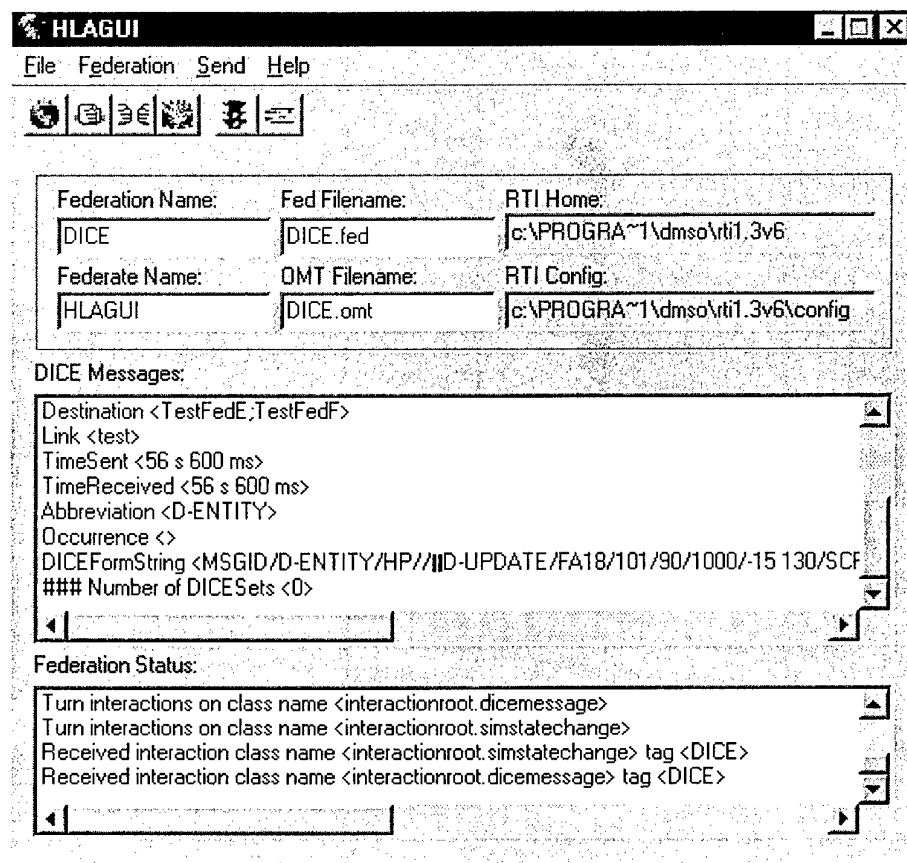 HLAGUI
File Federation Send Help
Federation Name: Fed Filename: RTI Home:
DICE DICE.fed c:\PROGRA~1\dmso\rti1.3v6
Federate Name: OMT Filename: RTI Config:
HLAGUI DICE.omt c:\PROGRA~1\dmso\rti1.3v6\config
DICE Messages:
Destination <TestFedE;TestFedF>
Link <test>
TimeSent <56 s 600 ms>
TimeReceived <56 s 600 ms>
Abbreviation <D-ENTITY>
Occurrence <>
DICEFormString <MSGID/D-ENTITY/HP//||D-UPDATE/FA18/101/90/1000/-15 130/SCF
### Number of DICESets <0>
Federation Status:
Turn interactions on class name <interactionroot.dicemessage>
Turn interactions on class name <interactionroot.simstatechange>
Received interaction class name <interactionroot.simstatechange> tag <DICE>
Received interaction class name <interactionroot.dicemessage> tag <DICE>